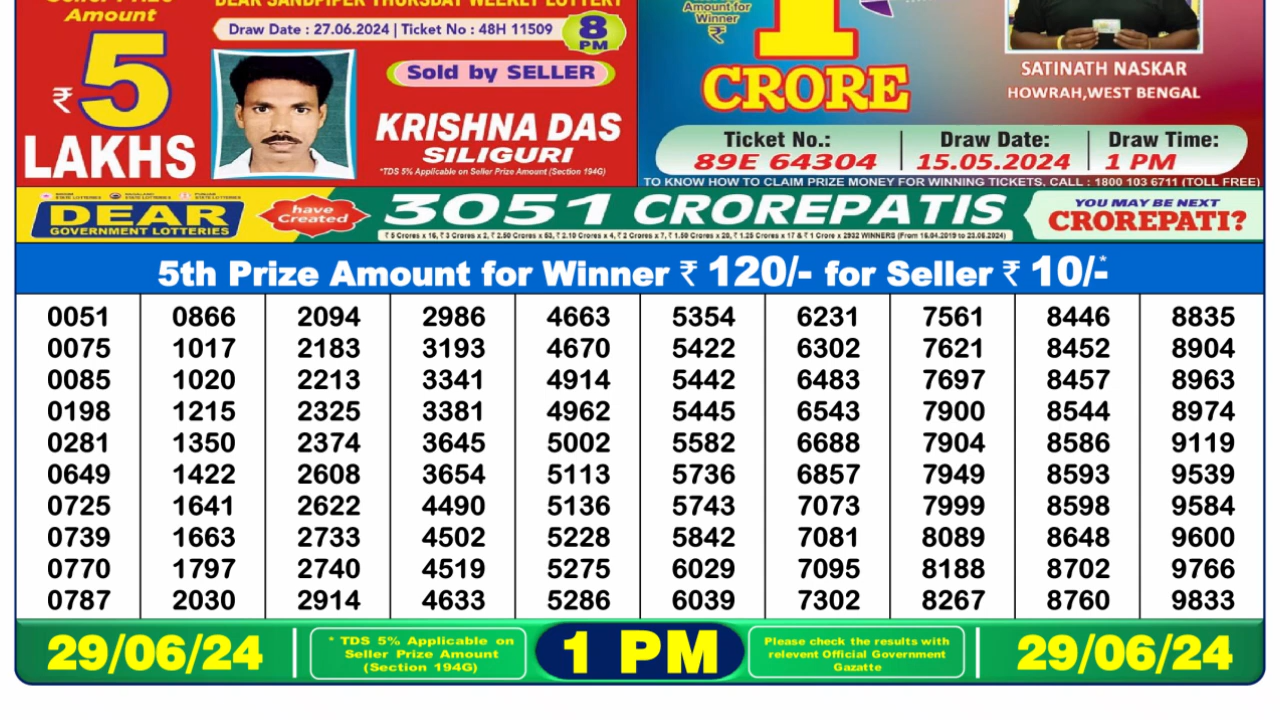 Seller Prize
Amount
₹ 5
LAKHS
DEAR SANDPIPER THURSDAY WEEKLY LOTTERY
Draw Date : 27.06.2024 | Ticket No : 48H 11509
8
PM
Sold by SELLER
KRISHNA DAS
SILIGURI
*TDS 5% Applicable on Seller Prize Amount (Section 194G)
Amount for
Winner
₹
1
CRORE
SATINATH NASKAR
HOWRAH,WEST BENGAL
Ticket No.: Draw Date: Draw Time:
89E 64304 15.05.2024 1 PM
TO KNOW HOW TO CLAIM PRIZE MONEY FOR WINNING TICKETS, CALL : 1800 103 6711 (TOLL FREE)
DEAR
GOVERNMENT LOTTERIES
have
Created
3051 CROREPATIS
YOU MAY BE NEXT
CROREPATI?
5th Prize Amount for Winner ₹ 120/- for Seller ₹ 10/-*
0051 0866 2094 2986 4663 5354 6231 7561 8446 8835
0075 1017 2183 3193 4670 5422 6302 7621 8452 8904
0085 1020 2213 3341 4914 5442 6483 7697 8457 8963
0198 1215 2325 3381 4962 5445 6543 7900 8544 8974
0281 1350 2374 3645 5002 5582 6688 7904 8586 9119
0649 1422 2608 3654 5113 5736 6857 7949 8593 9539
0725 1641 2622 4490 5136 5743 7073 7999 8598 9584
0739 1663 2733 4502 5228 5842 7081 8089 8648 9600
0770 1797 2740 4519 5275 6029 7095 8188 8702 9766
0787 2030 2914 4633 5286 6039 7302 8267 8760 9833
29/06/24
* TDS 5% Applicable on
Seller Prize Amount
(Section 194G)
1 PM
Please check the results with
relevent Official Government
Gazatte
29/06/24